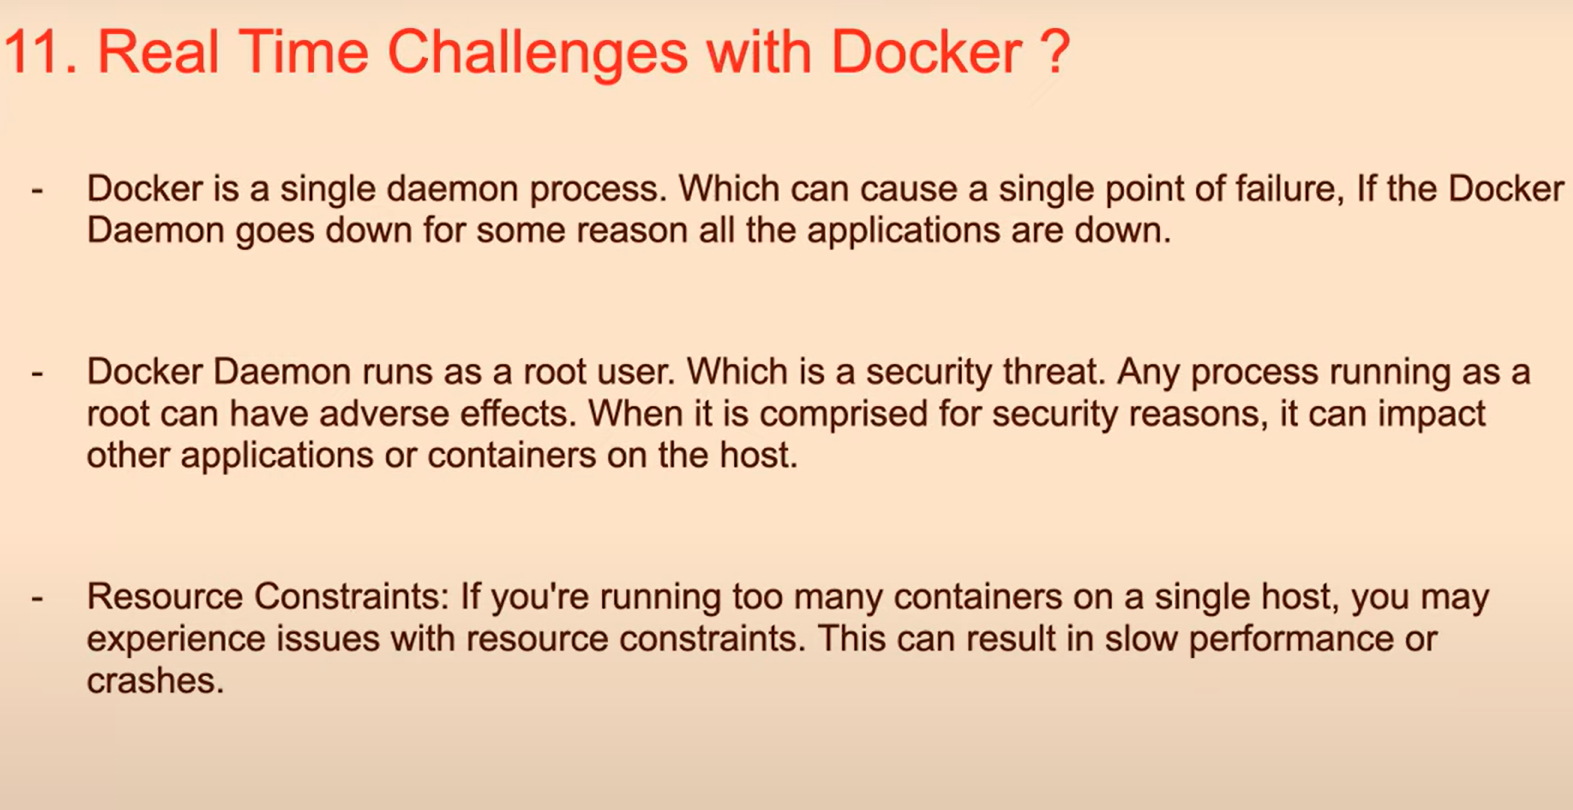 11. Real Time Challenges with Docker ?
- Docker is a single daemon process. Which can cause a single point of failure, If the Docker
Daemon goes down for some reason all the applications are down.
- Docker Daemon runs as a root user. Which is a security threat. Any process running as a
root can have adverse effects. When it is comprised for security reasons, it can impact
other applications or containers on the host.
- Resource Constraints: If you're running too many containers on a single host, you may
experience issues with resource constraints. This can result in slow performance or
crashes.